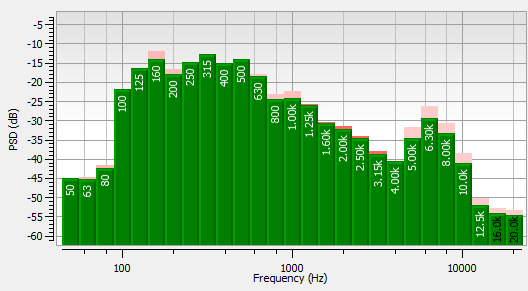 -5
-10
-15
-20
-25
-30
-35
-40
-45
-50
-55
-60
PSD (dB)
50
63
80
100
125
160
200
250
315
400
500
630
800
1.00k
1.25k
1.60k
2.00k
2.50k
3.15k
4.00k
5.00k
6.30k
8.00k
10.0k
12.5k
16.0k
20.0k
100
1000
10000
Frequency (Hz)